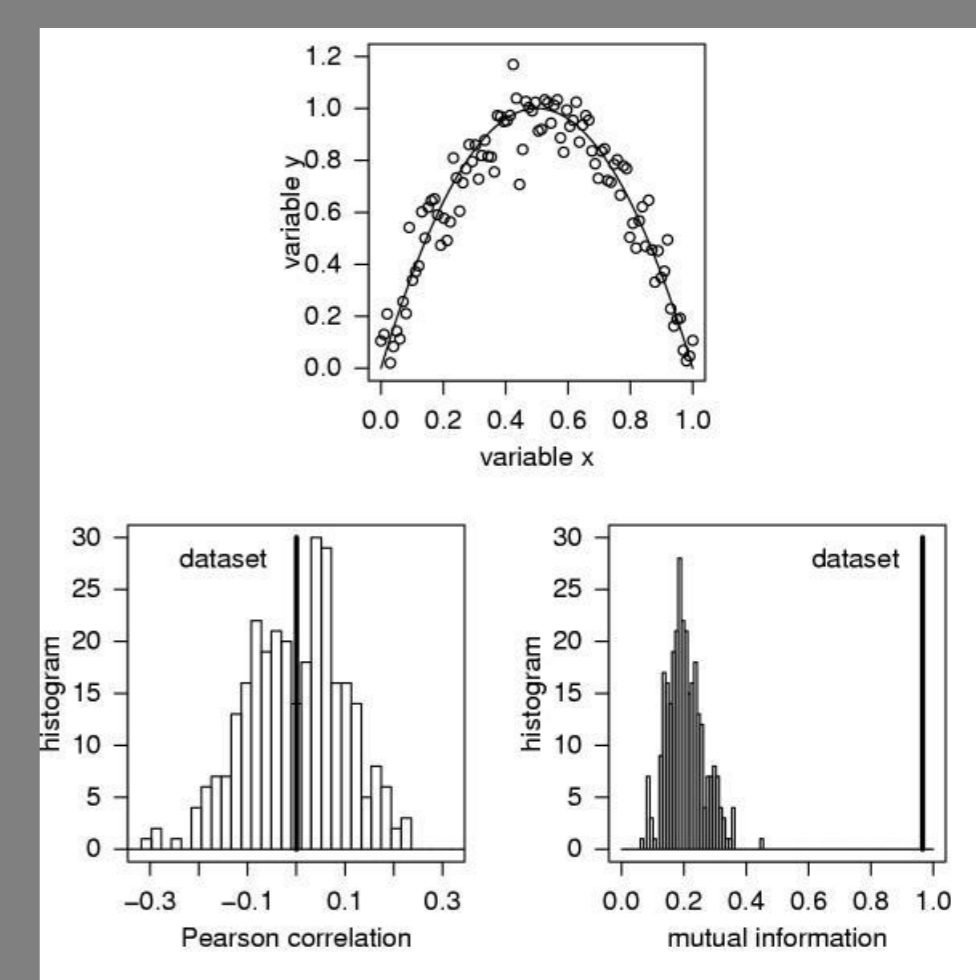 1.2
1.0
0.8
0.6
0.4
0.2
0.0
variable y
0.0 0.2 0.4 0.6 0.8 1.0
variable x
30
25
20
15
10
5
0
histogram
dataset
−0.3 −0.1 0.1 0.3
Pearson correlation
30
25
20
15
10
5
0
histogram
dataset
0.0 0.2 0.4 0.6 0.8 1.0
mutual information